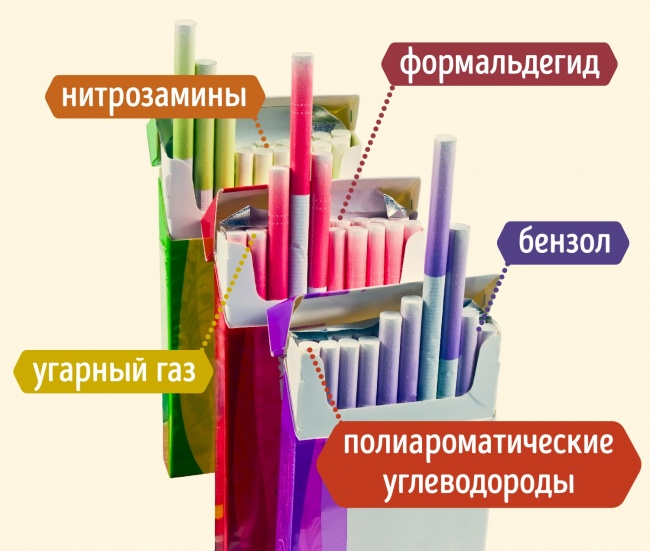 формальдегид
нитрозамины
бензол
угарный газ
полиароматические
углеводороды